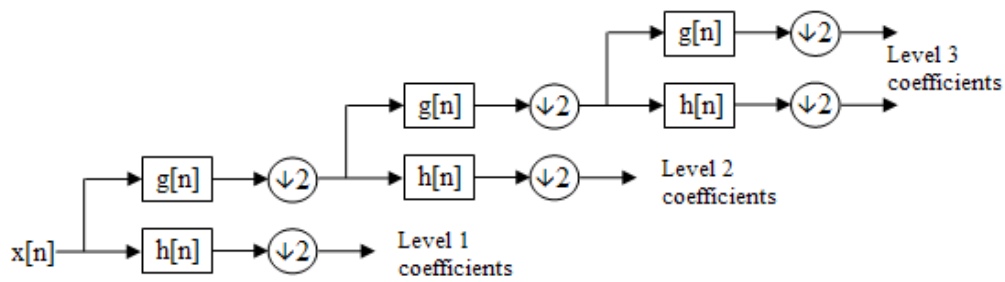 g[n]
↓2
Level 3
coefficients
g[n]
↓2
h[n]
↓2
g[n]
↓2
h[n]
↓2
Level 2
coefficients
x[n]
h[n]
↓2
Level 1
coefficients